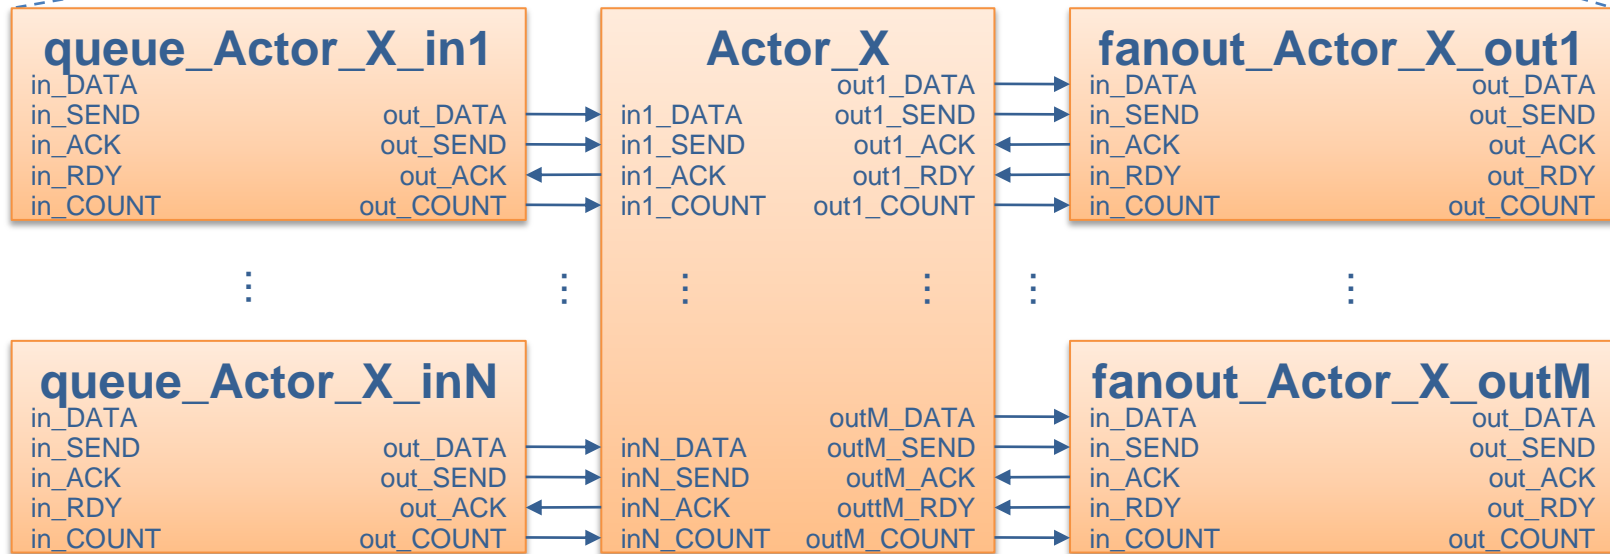 queue_Actor_X_in1
in_DATA
in_SEND out_DATA
in_ACK out_SEND
in_RDY out_ACK
in_COUNT out_COUNT
Actor_X
out1_DATA
in1_DATA out1_SEND
in1_SEND out1_ACK
in1_ACK out1_RDY
in1_COUNT out1_COUNT
fanout_Actor_X_out1
in_DATA out_DATA
in_SEND out_SEND
in_ACK out_ACK
in_RDY out_RDY
in_COUNT out_COUNT
queue_Actor_X_inN
in_DATA
in_SEND out_DATA
in_ACK out_SEND
in_RDY out_ACK
in_COUNT out_COUNT
outM_DATA
inN_DATA outM_SEND
inN_SEND outM_ACK
inN_ACK outtM_RDY
inN_COUNT outM_COUNT
fanout_Actor_X_outM
in_DATA out_DATA
in_SEND out_SEND
in_ACK out_ACK
in_RDY out_RDY
in_COUNT out_COUNT